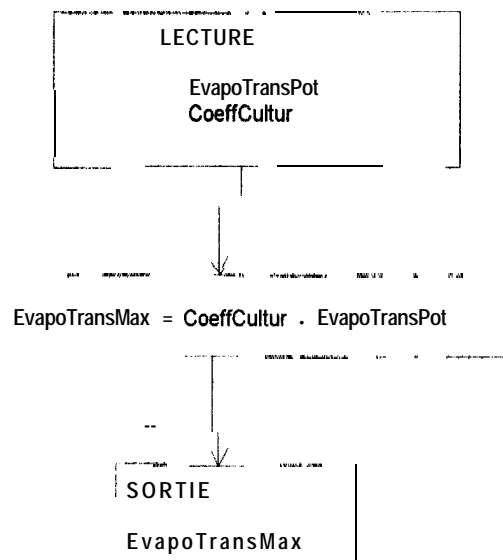 LECTURE
EvapoTransPot
CoeffCultur
EvapoTransMax = CoeffCultur . EvapoTransPot
SORTIE
EvapoTransMax